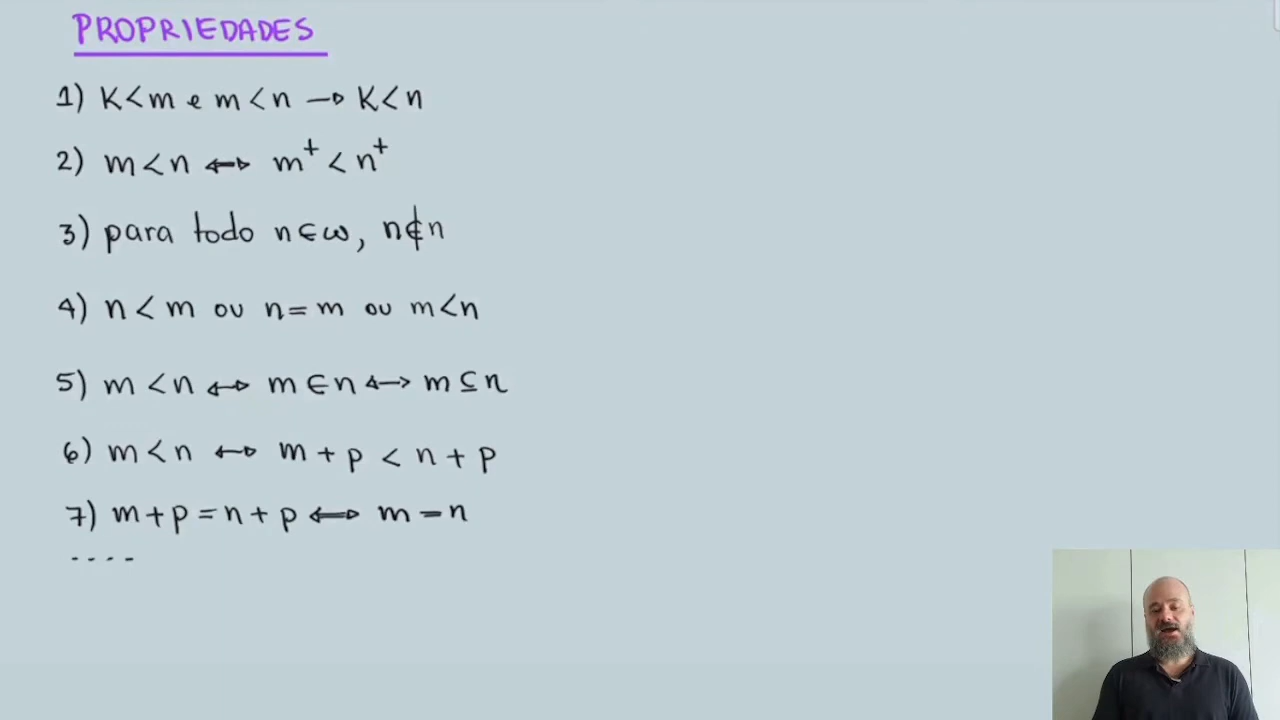 PROPRIEDADES
1) K<m e m<n → K<n
2) m<n ↔ m⁺<n⁺
3) para todo n∈ω, n∉n
4) n<m ou n=m ou m<n
5) m<n ↔ m∈n ↔ m⊆n
6) m<n ↔ m+p < n+p
7) m+p=n+p ↔ m=n
....